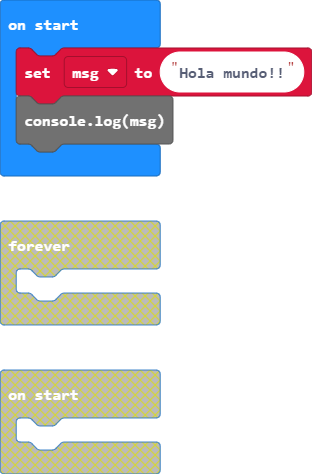 on start
set msg to "Hola mundo!!"
console.log(msg)
forever
on start